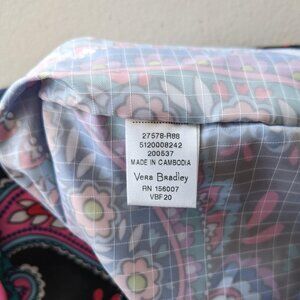 27578-R88
5120008242
200537
MADE IN CAMBODIA
Vera Bradley
RN 156007
VBF20